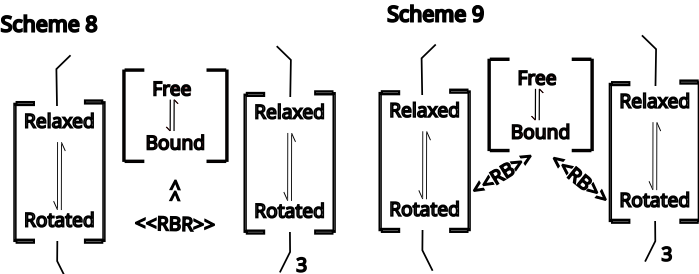 Scheme 8
Free
Relaxed
Bound
Relaxed
Rotated
<<RBR>>
^
^
Rotated
3
Scheme 9
Free
Relaxed
Bound
Relaxed
<<RB>>
<<RB>>
Rotated
Rotated
3